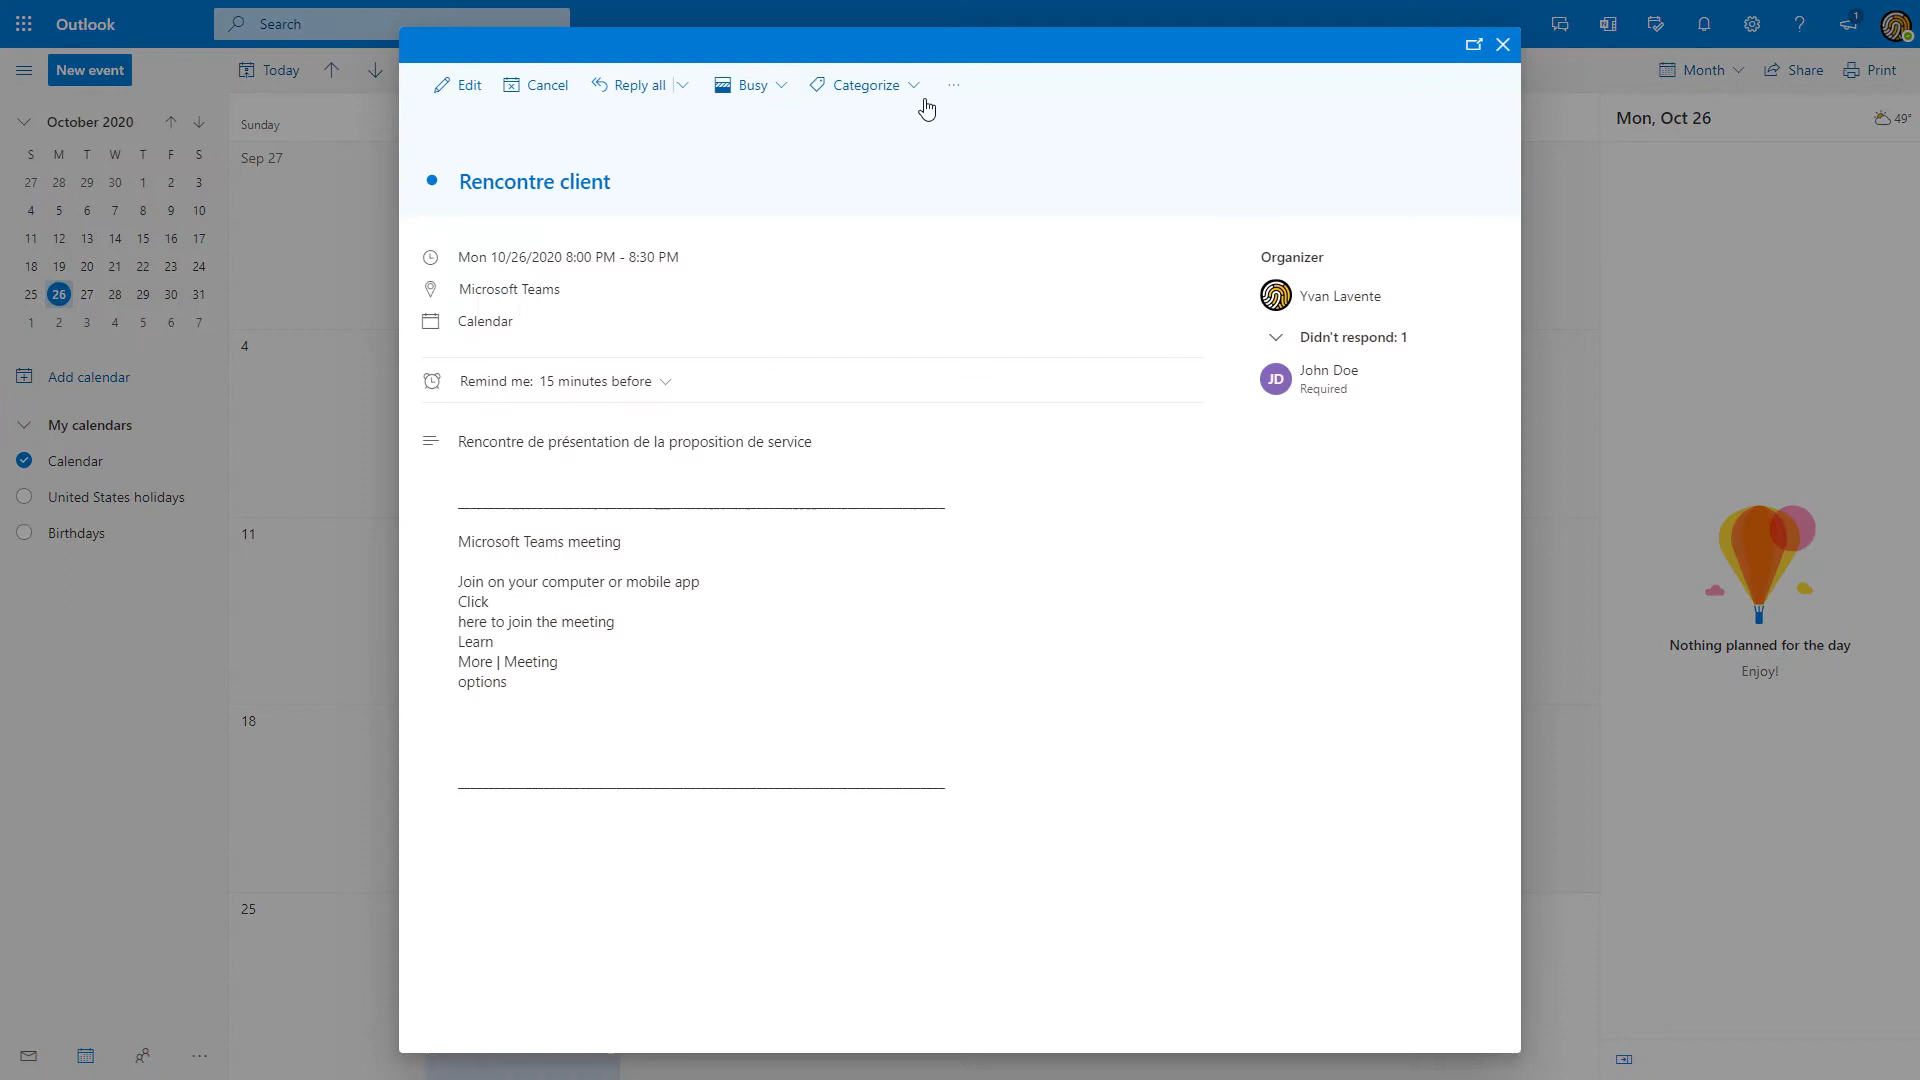 Outlook
Search
1
New event
Today
Month
Share
Print
October 2020
S M T W T F S
27 28 29 30 1 2 3
4 5 6 7 8 9 10
11 12 13 14 15 16 17
18 19 20 21 22 23 24
25 26 27 28 29 30 31
1 2 3 4 5 6 7
Add calendar
My calendars
Calendar
United States holidays
Birthdays
Sunday
Sep 27
4
11
18
25
Edit
Cancel
Reply all
Busy
Categorize
Rencontre client
Mon 10/26/2020 8:00 PM - 8:30 PM
Microsoft Teams
Calendar
Remind me: 15 minutes before
Rencontre de présentation de la proposition de service
Microsoft Teams meeting
Join on your computer or mobile app
Click
here to join the meeting
Learn
More | Meeting
options
Organizer
Yvan Lavente
Didn't respond: 1
JD
John Doe
Required
Mon, Oct 26
49°
Nothing planned for the day
Enjoy!